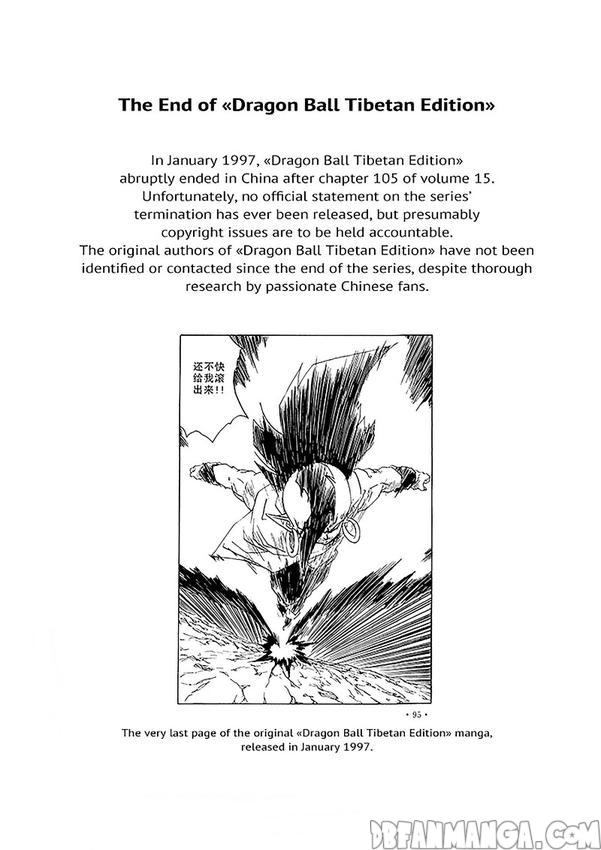 The End of «Dragon Ball Tibetan Edition»
In January 1997, «Dragon Ball Tibetan Edition»
abruptly ended in China after chapter 105 of volume 15.
Unfortunately, no official statement on the series'
termination has ever been released, but presumably
copyright issues are to be held accountable.
The original authors of «Dragon Ball Tibetan Edition» have not been
identified or contacted since the end of the series, despite thorough
research by passionate Chinese fans.
还不快
给我滚
出来!!
• 95 •
The very last page of the original «Dragon Ball Tibetan Edition» manga,
released in January 1997.
DBFANMANGA.COM